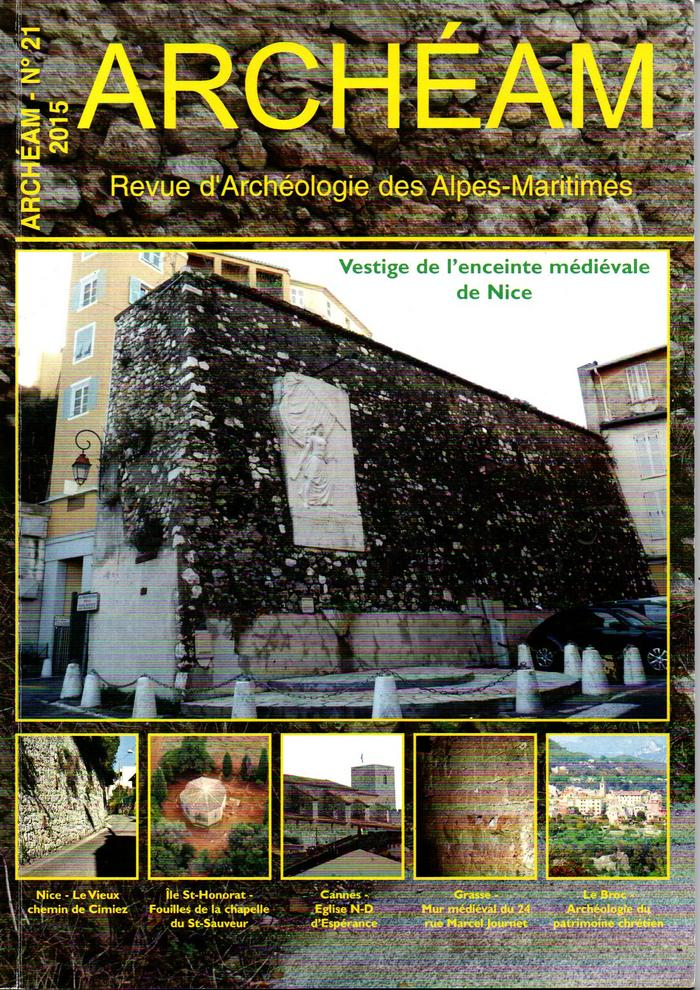 ARCHÉAM - N° 21
2015
ARCHÉAM
Revue d'Archéologie des Alpes-Maritimes
Vestige de l'enceinte médiévale
de Nice
Nice - Le Vieux
chemin de Cimiez
Île St-Honorat -
Fouilles de la chapelle
du St-Sauveur
Cannes -
Eglise N-D
d'Espérance
Grasse -
Mur médiéval du 24
rue Marcel Journet
Le Broc -
Archéologie du
patrimoine chrétien